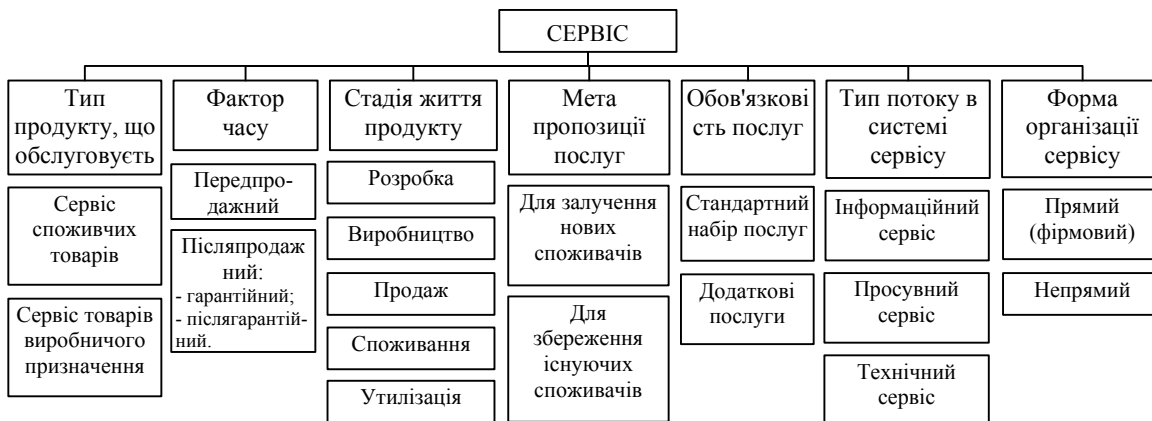 СЕРВІС
Тип
продукту, що
обслуговуєть
Сервіс
споживчих
товарів
Сервіс товарів
виробничого
призначення
Фактор
часу
Передпро-
дажний
Післяпродаж
ний:
- гарантійний;
- післягарантій-
ний.
Стадія життя
продукту
Розробка
Виробництво
Продаж
Споживання
Утилізація
Мета
пропозиції
послуг
Для залучення
нових
споживачів
Для
збереження
існуючих
споживачів
Обов'язкові
сть послуг
Стандартний
набір послуг
Додаткові
послуги
Тип потоку в
системі
сервісу
Інформаційний
сервіс
Просувний
сервіс
Технічний
сервіс
Форма
організації
сервісу
Прямий
(фірмовий)
Непрямий